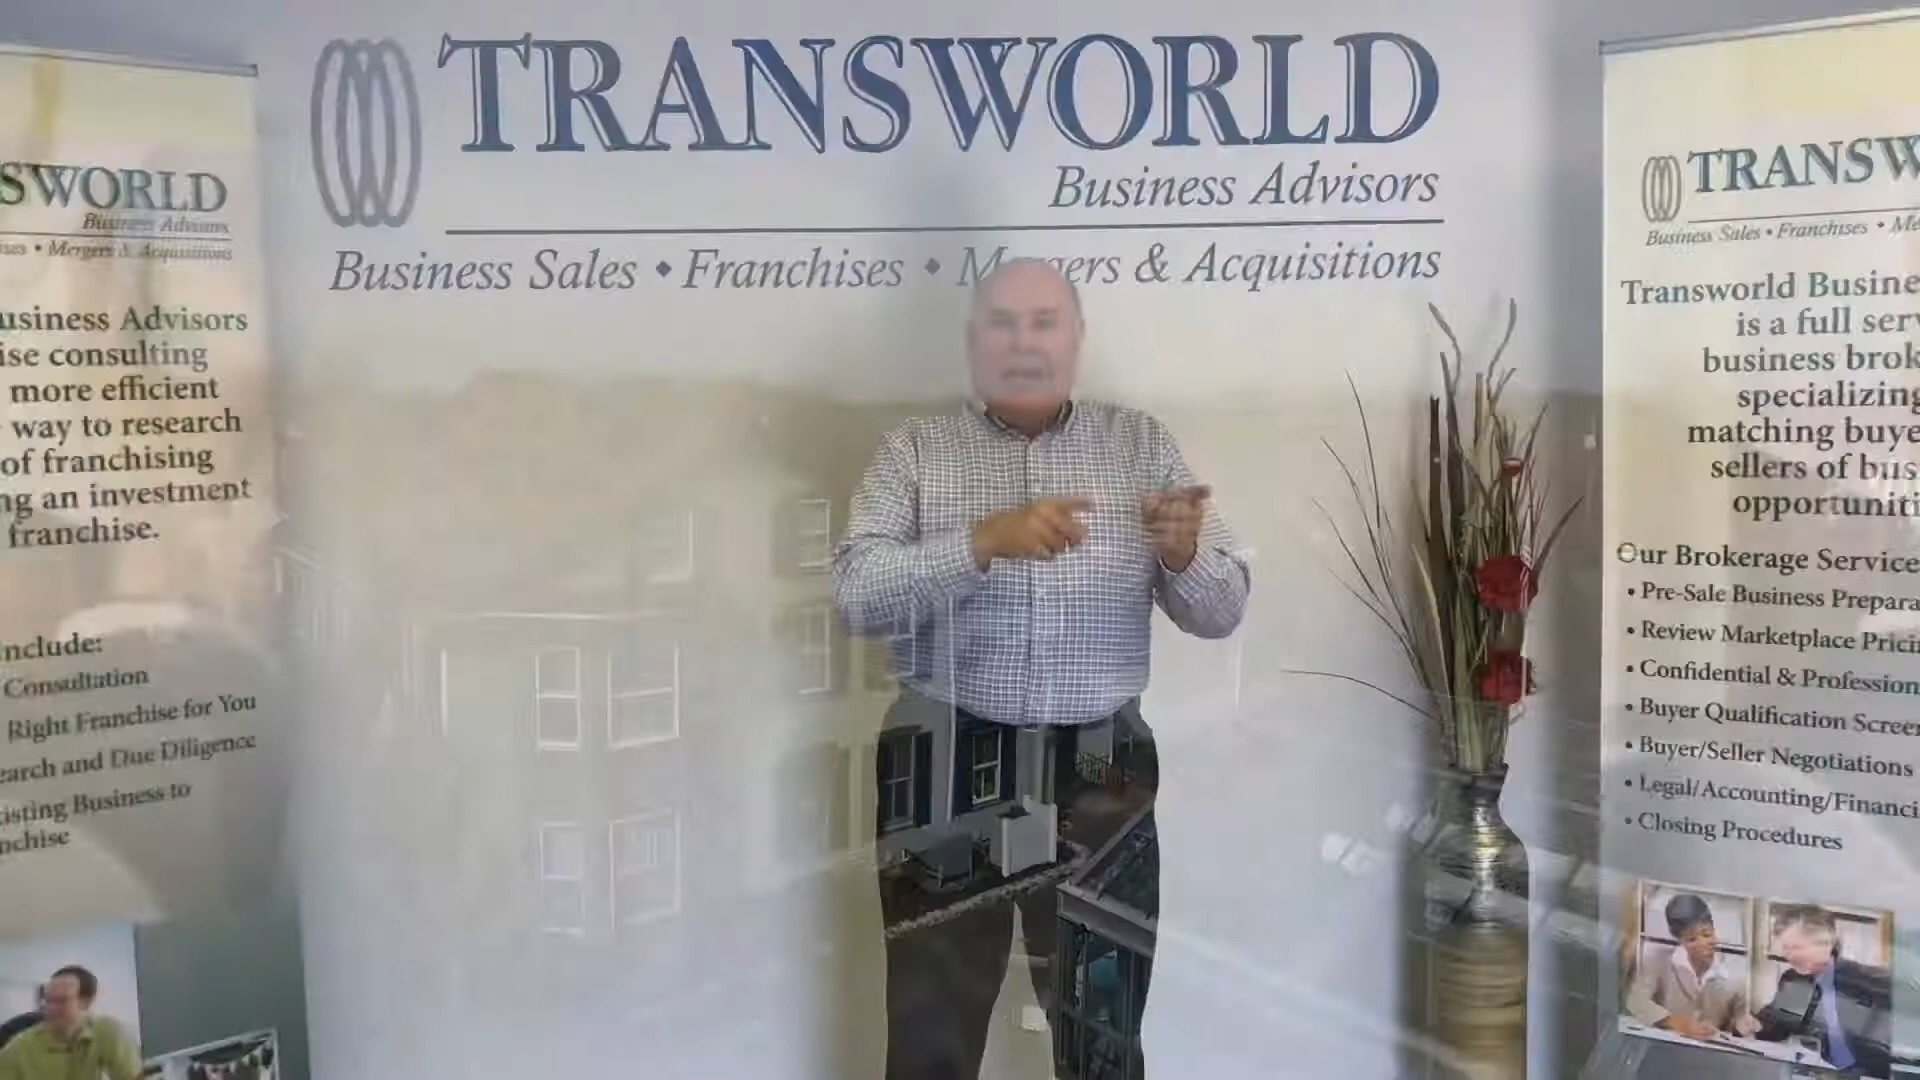 TRANSWORLD
Business Advisors
Business Sales • Franchises • Mergers & Acquisitions
SWORLD
Business Advisors
ises • Mergers & Acquisitions
usiness Advisors
ise consulting
more efficient
way to research
of franchising
ng an investment
franchise.
nclude:
Consultation
Right Franchise for You
earch and Due Diligence
isting Business to
nchise
TRANSW
Business Sales • Franchises • Me
Transworld Busine
is a full serv
business brok
specializing
matching buye
sellers of bus
opportuniti
Our Brokerage Service
• Pre-Sale Business Prepara
• Review Marketplace Prici
• Confidential & Profession
• Buyer Qualification Scree
• Buyer/Seller Negotiations
• Legal/Accounting/Financi
• Closing Procedures